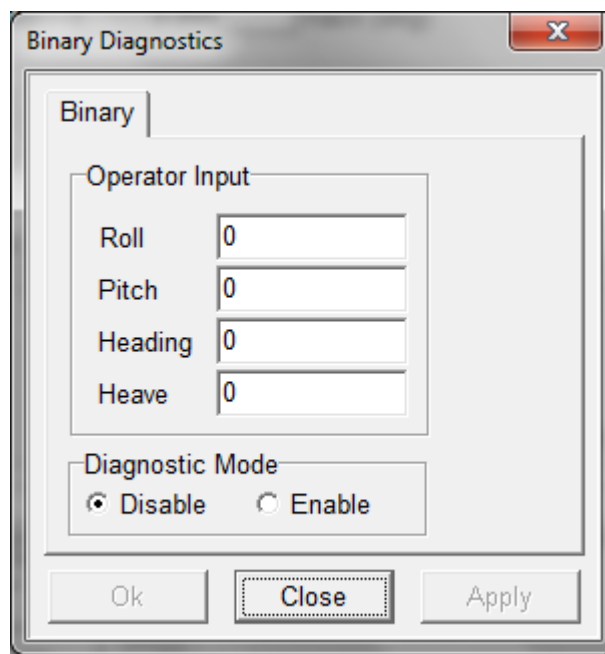 Binary Diagnostics
Binary
Operator Input
Roll 0
Pitch 0
Heading 0
Heave 0
Diagnostic Mode
Disable Enable
Ok Close Apply